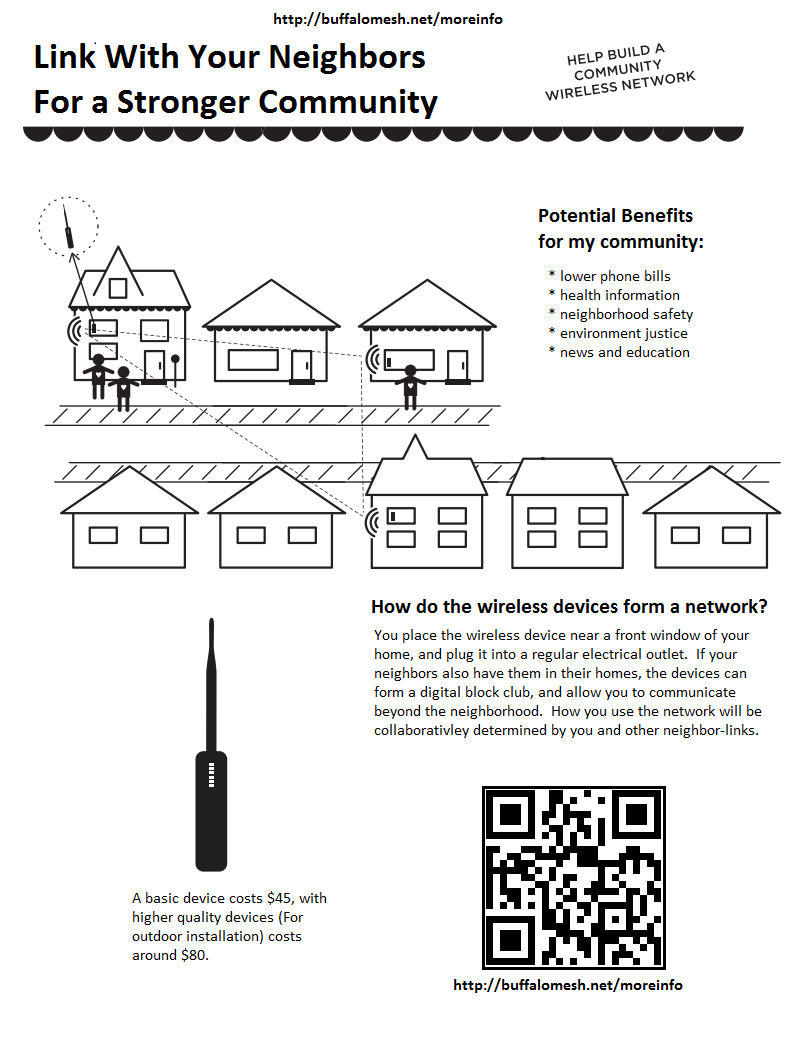 http://buffalomesh.net/moreinfo
Link With Your Neighbors
For a Stronger Community
HELP BUILD A
COMMUNITY
WIRELESS NETWORK
Potential Benefits
for my community:
* lower phone bills
* health information
* neighborhood safety
* environment justice
* news and education
How do the wireless devices form a network?
You place the wireless device near a front window of your
home, and plug it into a regular electrical outlet.  If your
neighbors also have them in their homes, the devices can
form a digital block club, and allow you to communicate
beyond the neighborhood.  How you use the network will be
collaborativley determined by you and other neighbor-links.
A basic device costs $45, with
higher quality devices (For
outdoor installation) costs
around $80.
http://buffalomesh.net/moreinfo